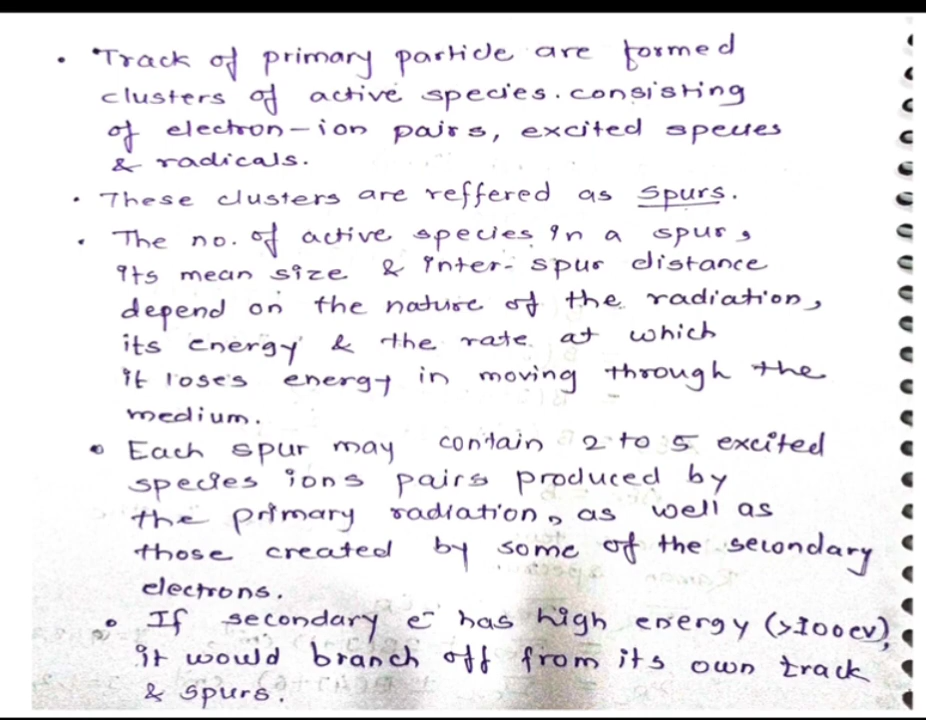 • Track of primary particle are formed
clusters of active species. consisting
of electron-ion pairs, excited species
& radicals.
• These clusters are reffered as Spurs.
• The no. of active species in a spur,
its mean size & inter-spur distance
depend on the nature of the radiation,
its energy & the rate at which
it loses energy in moving through the
medium.
• Each spur may contain 2 to 5 excited
species ions pairs produced by
the primary radiation, as well as
those created by some of the secondary
electrons.
• If secondary e⁻ has high energy (>100ev),
it would branch off from its own track
& spurs.